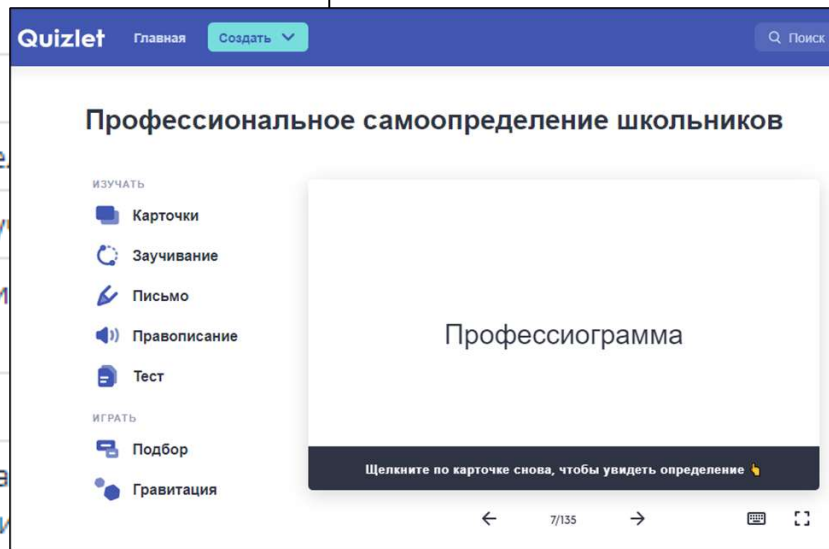 Quizlet Главная Создать Поиск
Профессиональное самоопределение школьников
ИЗУЧАТЬ
Карточки
Заучивание
Письмо
Правописание
Тест
ИГРАТЬ
Подбор
Гравитация
Профессиограмма
Щелкните по карточке снова, чтобы увидеть определение
7/135